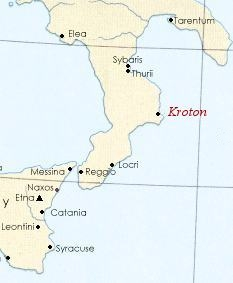 Tarentum
Elea
Sybaris
Thurii
Kroton
Locri
Messina
Reggio
Naxos
Etna
y
Catania
Leontini
Syracuse